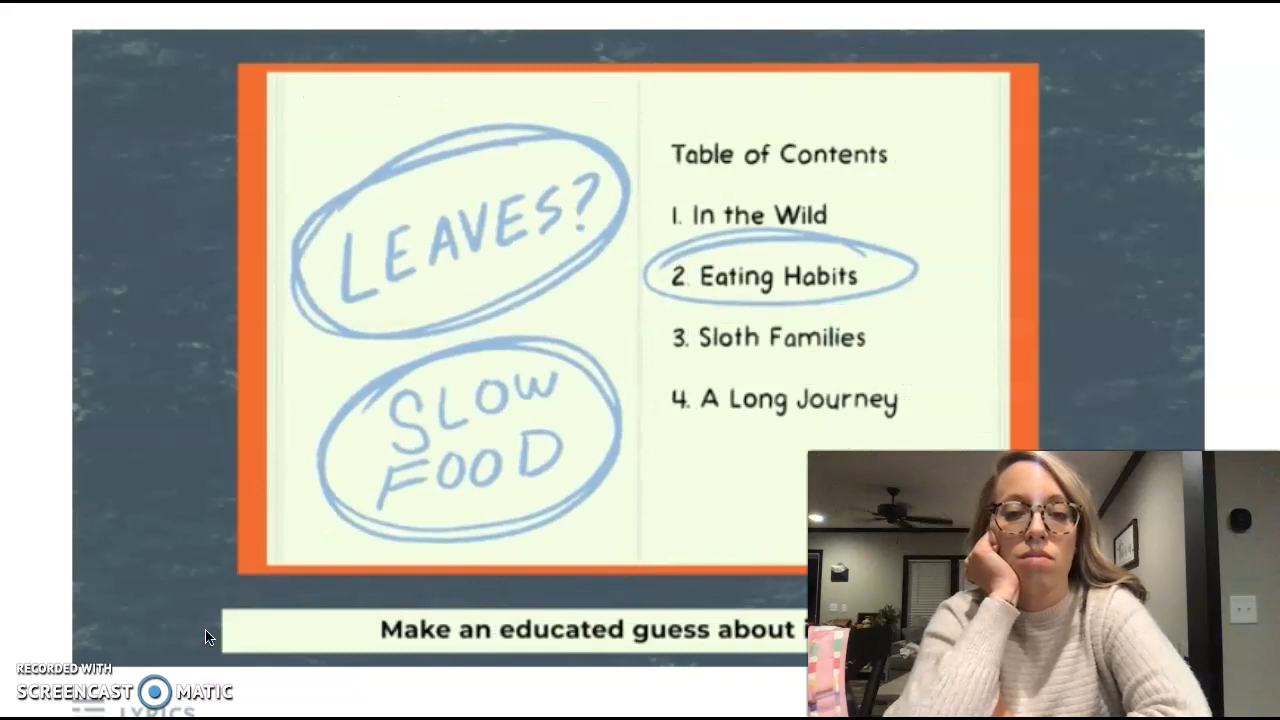 LEAVES?
SLOW
FOOD
Table of Contents
1. In the Wild
2. Eating Habits
3. Sloth Families
4. A Long Journey
Make an educated guess about
RECORDED WITH
SCREENCAST MATIC
LYRICS